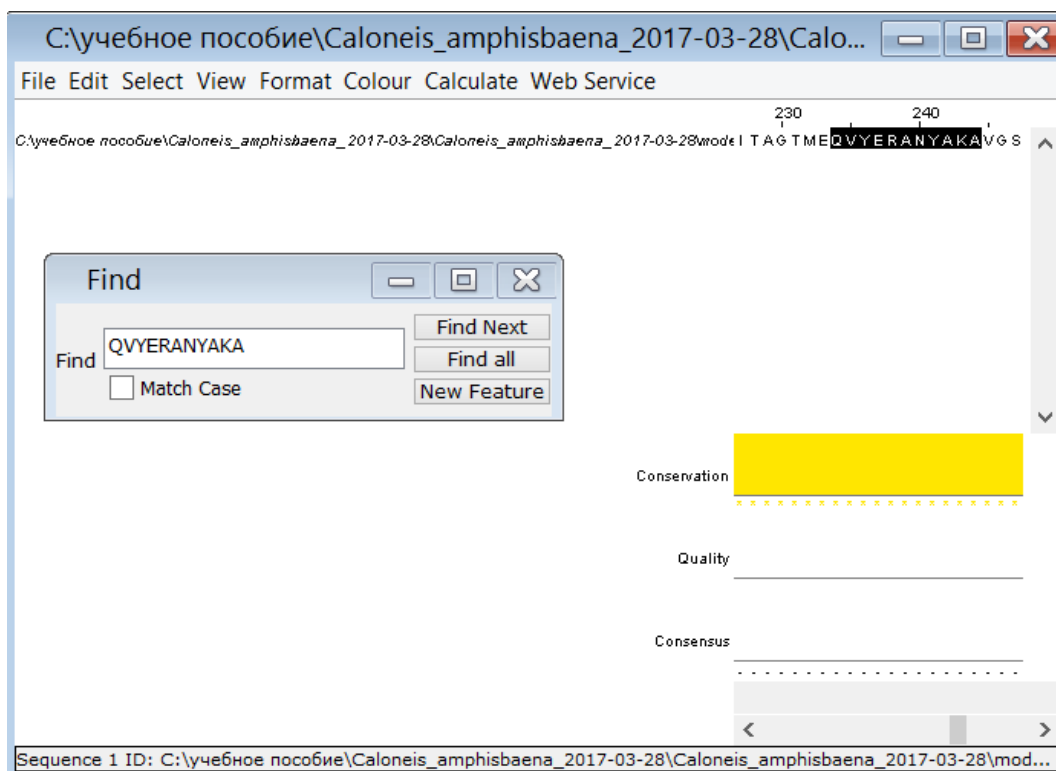 C:\учебное пособие\Caloneis_amphisbaena_2017-03-28\Calo...
File Edit Select View Format Colour Calculate Web Service
230 240
C:\учебное пособие\Caloneis_amphisbaena_2017-03-28\Caloneis_amphisbaena_2017-03-28\mode ITAGTMEQVYERANYAKAVGS
Find
Find QVYERANYAKA
Find Next
Find all
Match Case
New Feature
Conservation
* * * * * * * * * * * * * * * * * * * * *
Quality
Consensus
- - - - - - - - - - - - - - - - - - - - -
Sequence 1 ID: C:\учебное пособие\Caloneis_amphisbaena_2017-03-28\Caloneis_amphisbaena_2017-03-28\mod...